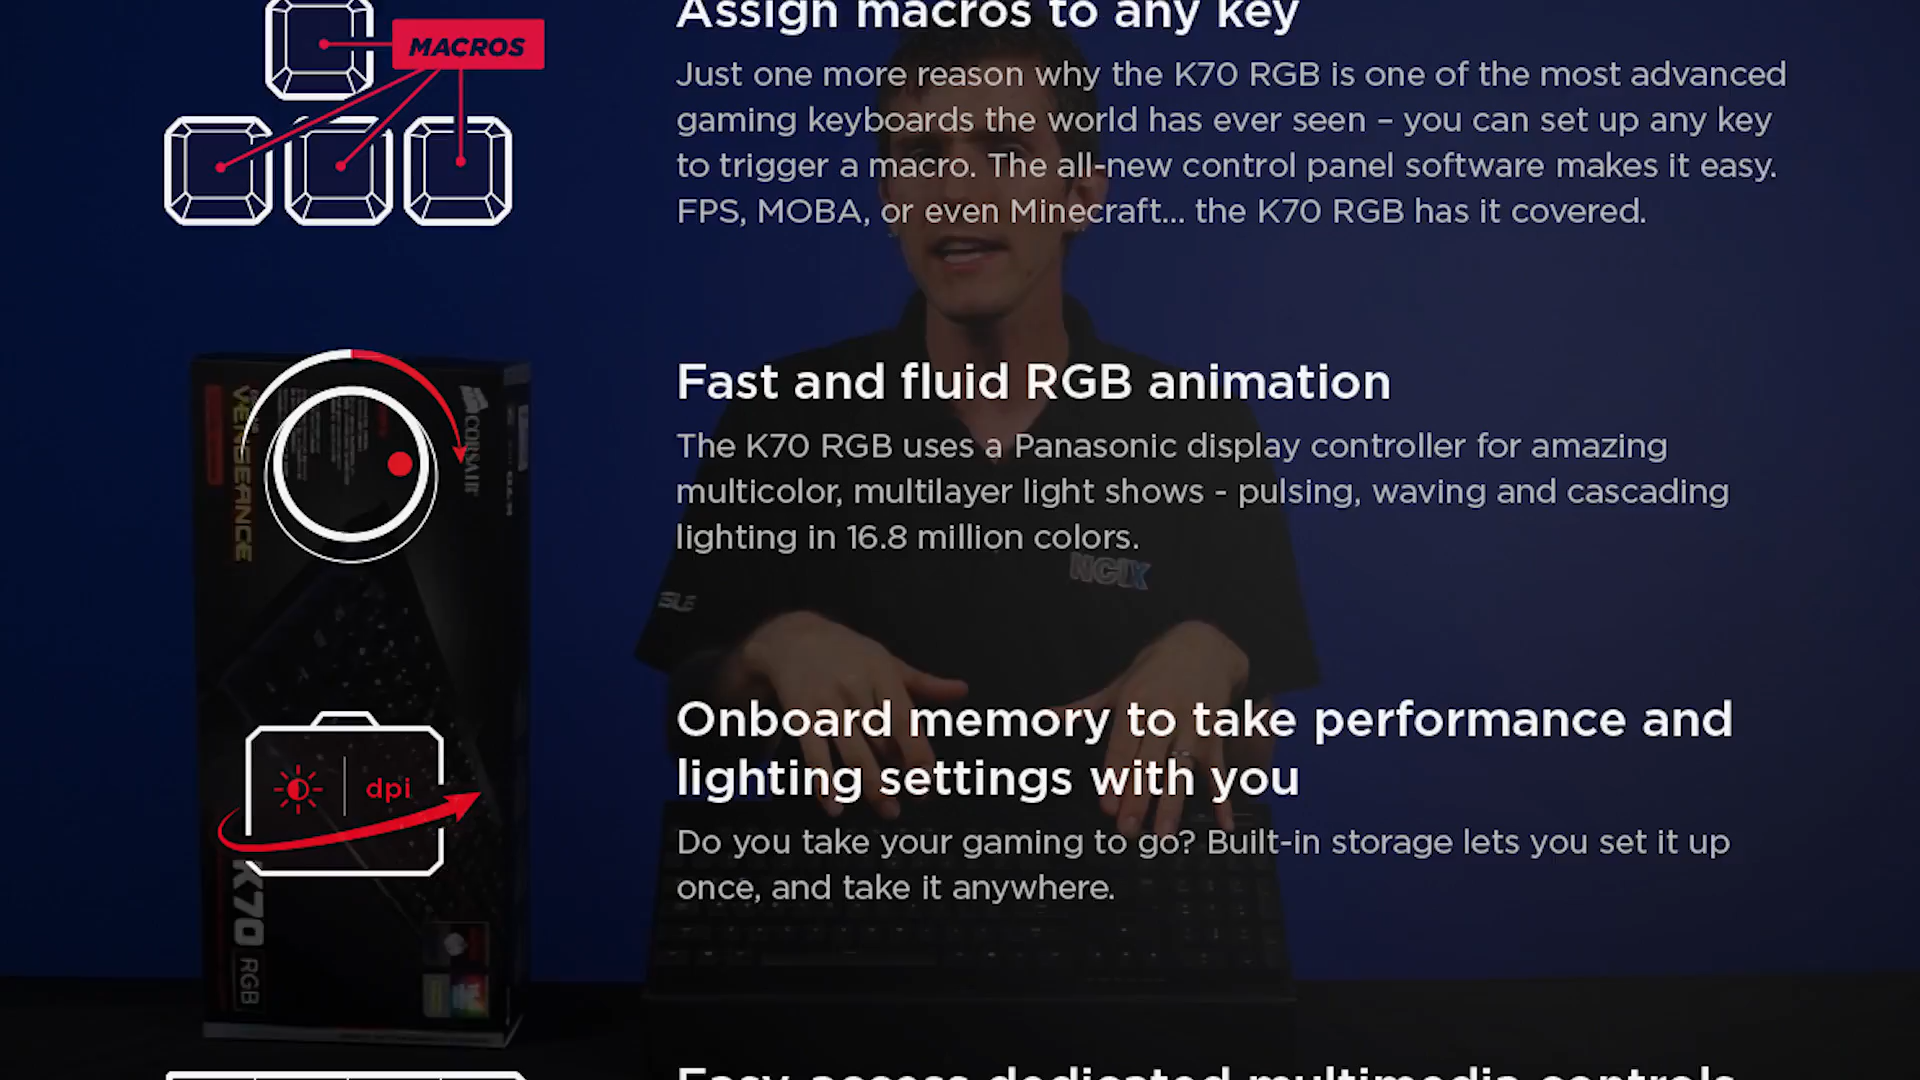 Assign macros to any key
MACROS
Just one more reason why the K70 RGB is one of the most advanced
gaming keyboards the world has ever seen – you can set up any key
to trigger a macro. The all-new control panel software makes it easy.
FPS, MOBA, or even Minecraft... the K70 RGB has it covered.
Fast and fluid RGB animation
The K70 RGB uses a Panasonic display controller for amazing
multicolor, multilayer light shows - pulsing, waving and cascading
lighting in 16.8 million colors.
VENGEANCE
CORSAIR
NCIX
Onboard memory to take performance and
lighting settings with you
dpi
Do you take your gaming to go? Built-in storage lets you set it up
once, and take it anywhere.
K70 RGB
Easy-access dedicated multimedia controls